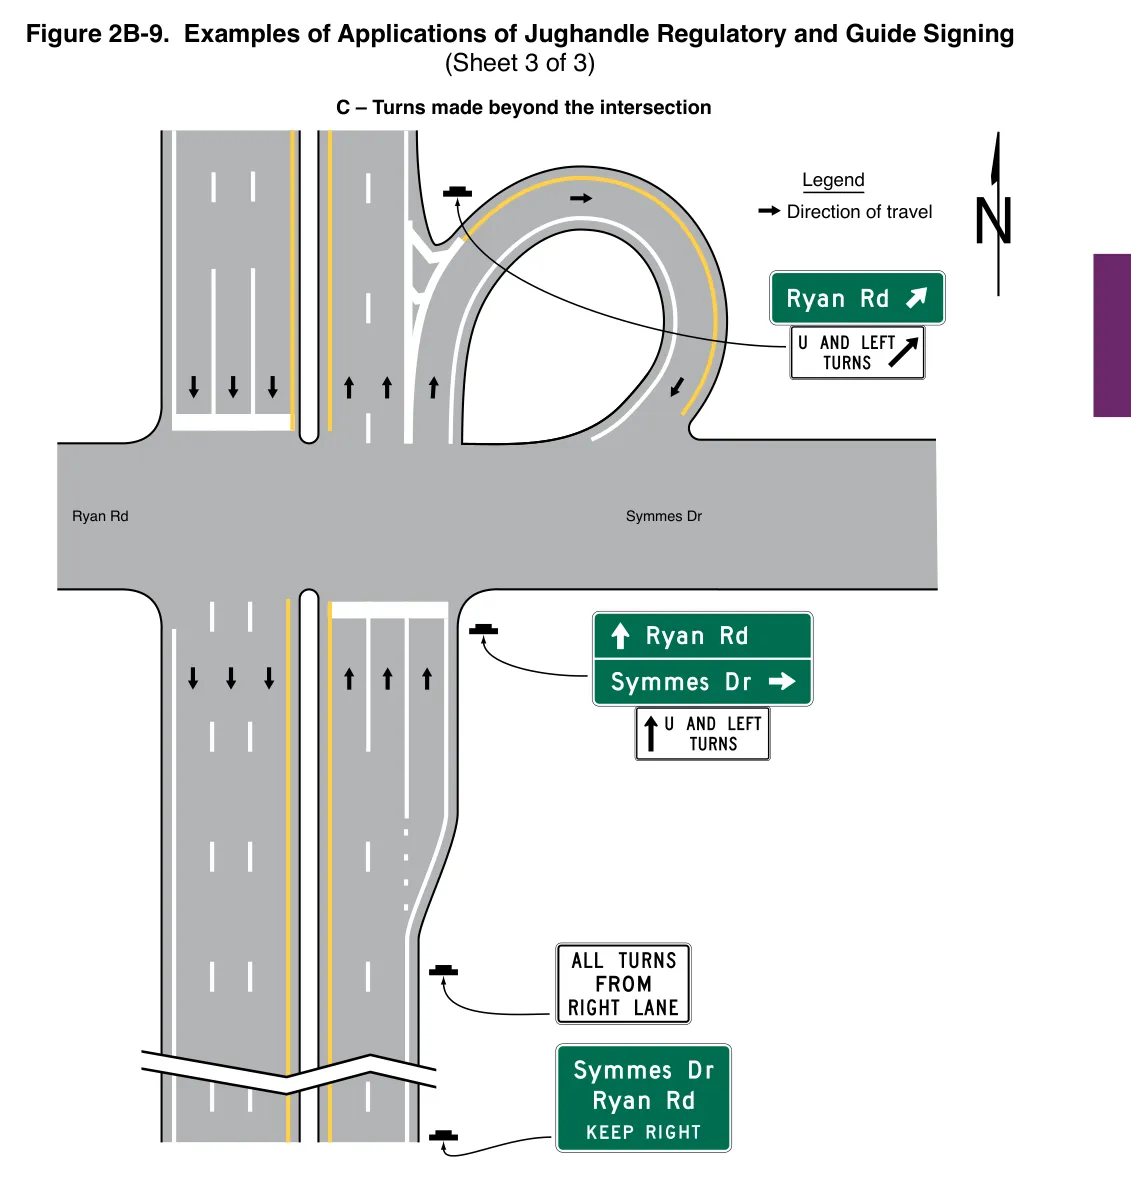 Figure 2B-9.  Examples of Applications of Jughandle Regulatory and Guide Signing
(Sheet 3 of 3)
C – Turns made beyond the intersection
Legend
Direction of travel
N
Ryan Rd
U AND LEFT
TURNS
Ryan Rd
Symmes Dr
Ryan Rd
Symmes Dr
U AND LEFT
TURNS
ALL TURNS
FROM
RIGHT LANE
Symmes Dr
Ryan Rd
KEEP RIGHT